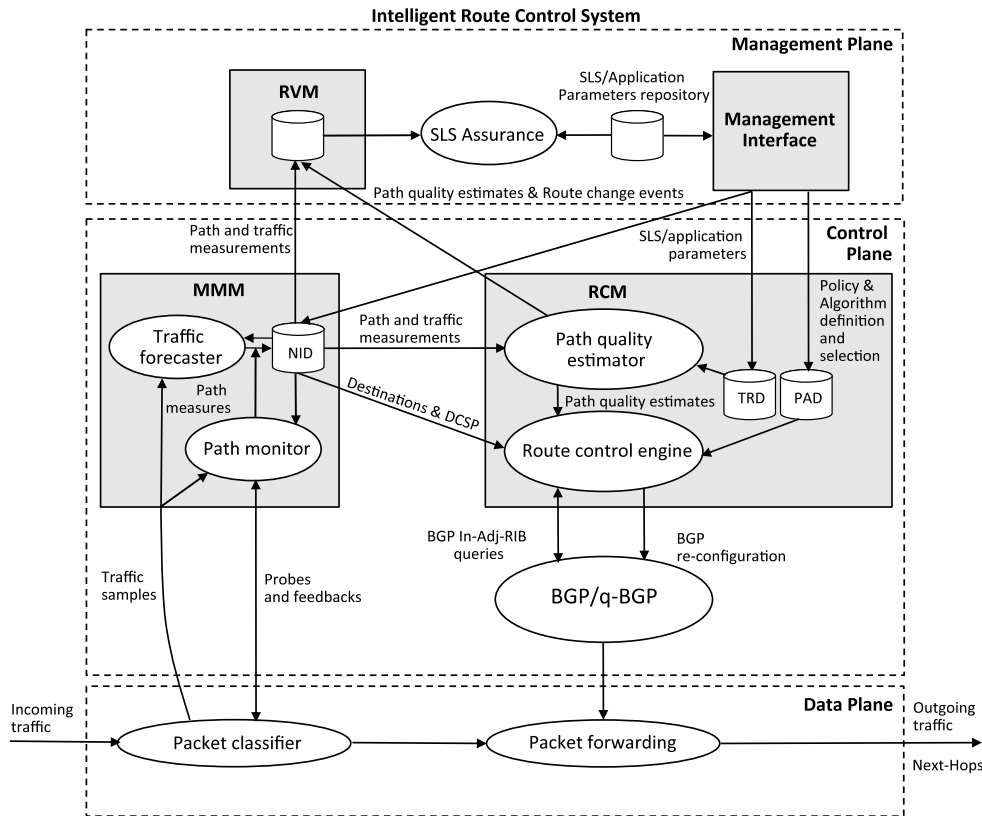 Intelligent Route Control System
Management Plane
RVM
SLS/Application
Parameters repository
SLS Assurance
Management
Interface
Path quality estimates & Route change events
Path and traffic
measurements
SLS/application
parameters
Control
Plane
MMM
RCM
Policy &
Algorithm
definition
and
selection
Traffic
forecaster
NID
Path and traffic
measurements
Path quality
estimator
Path
measures
Destinations & DCSP
Path quality estimates
TRD
PAD
Path monitor
Route control engine
BGP In-Adj-RIB
queries
BGP
re-configuration
Traffic
samples
Probes
and feedbacks
BGP/q-BGP
Data Plane
Incoming
traffic
Packet classifier
Packet forwarding
Outgoing
traffic
Next-Hops